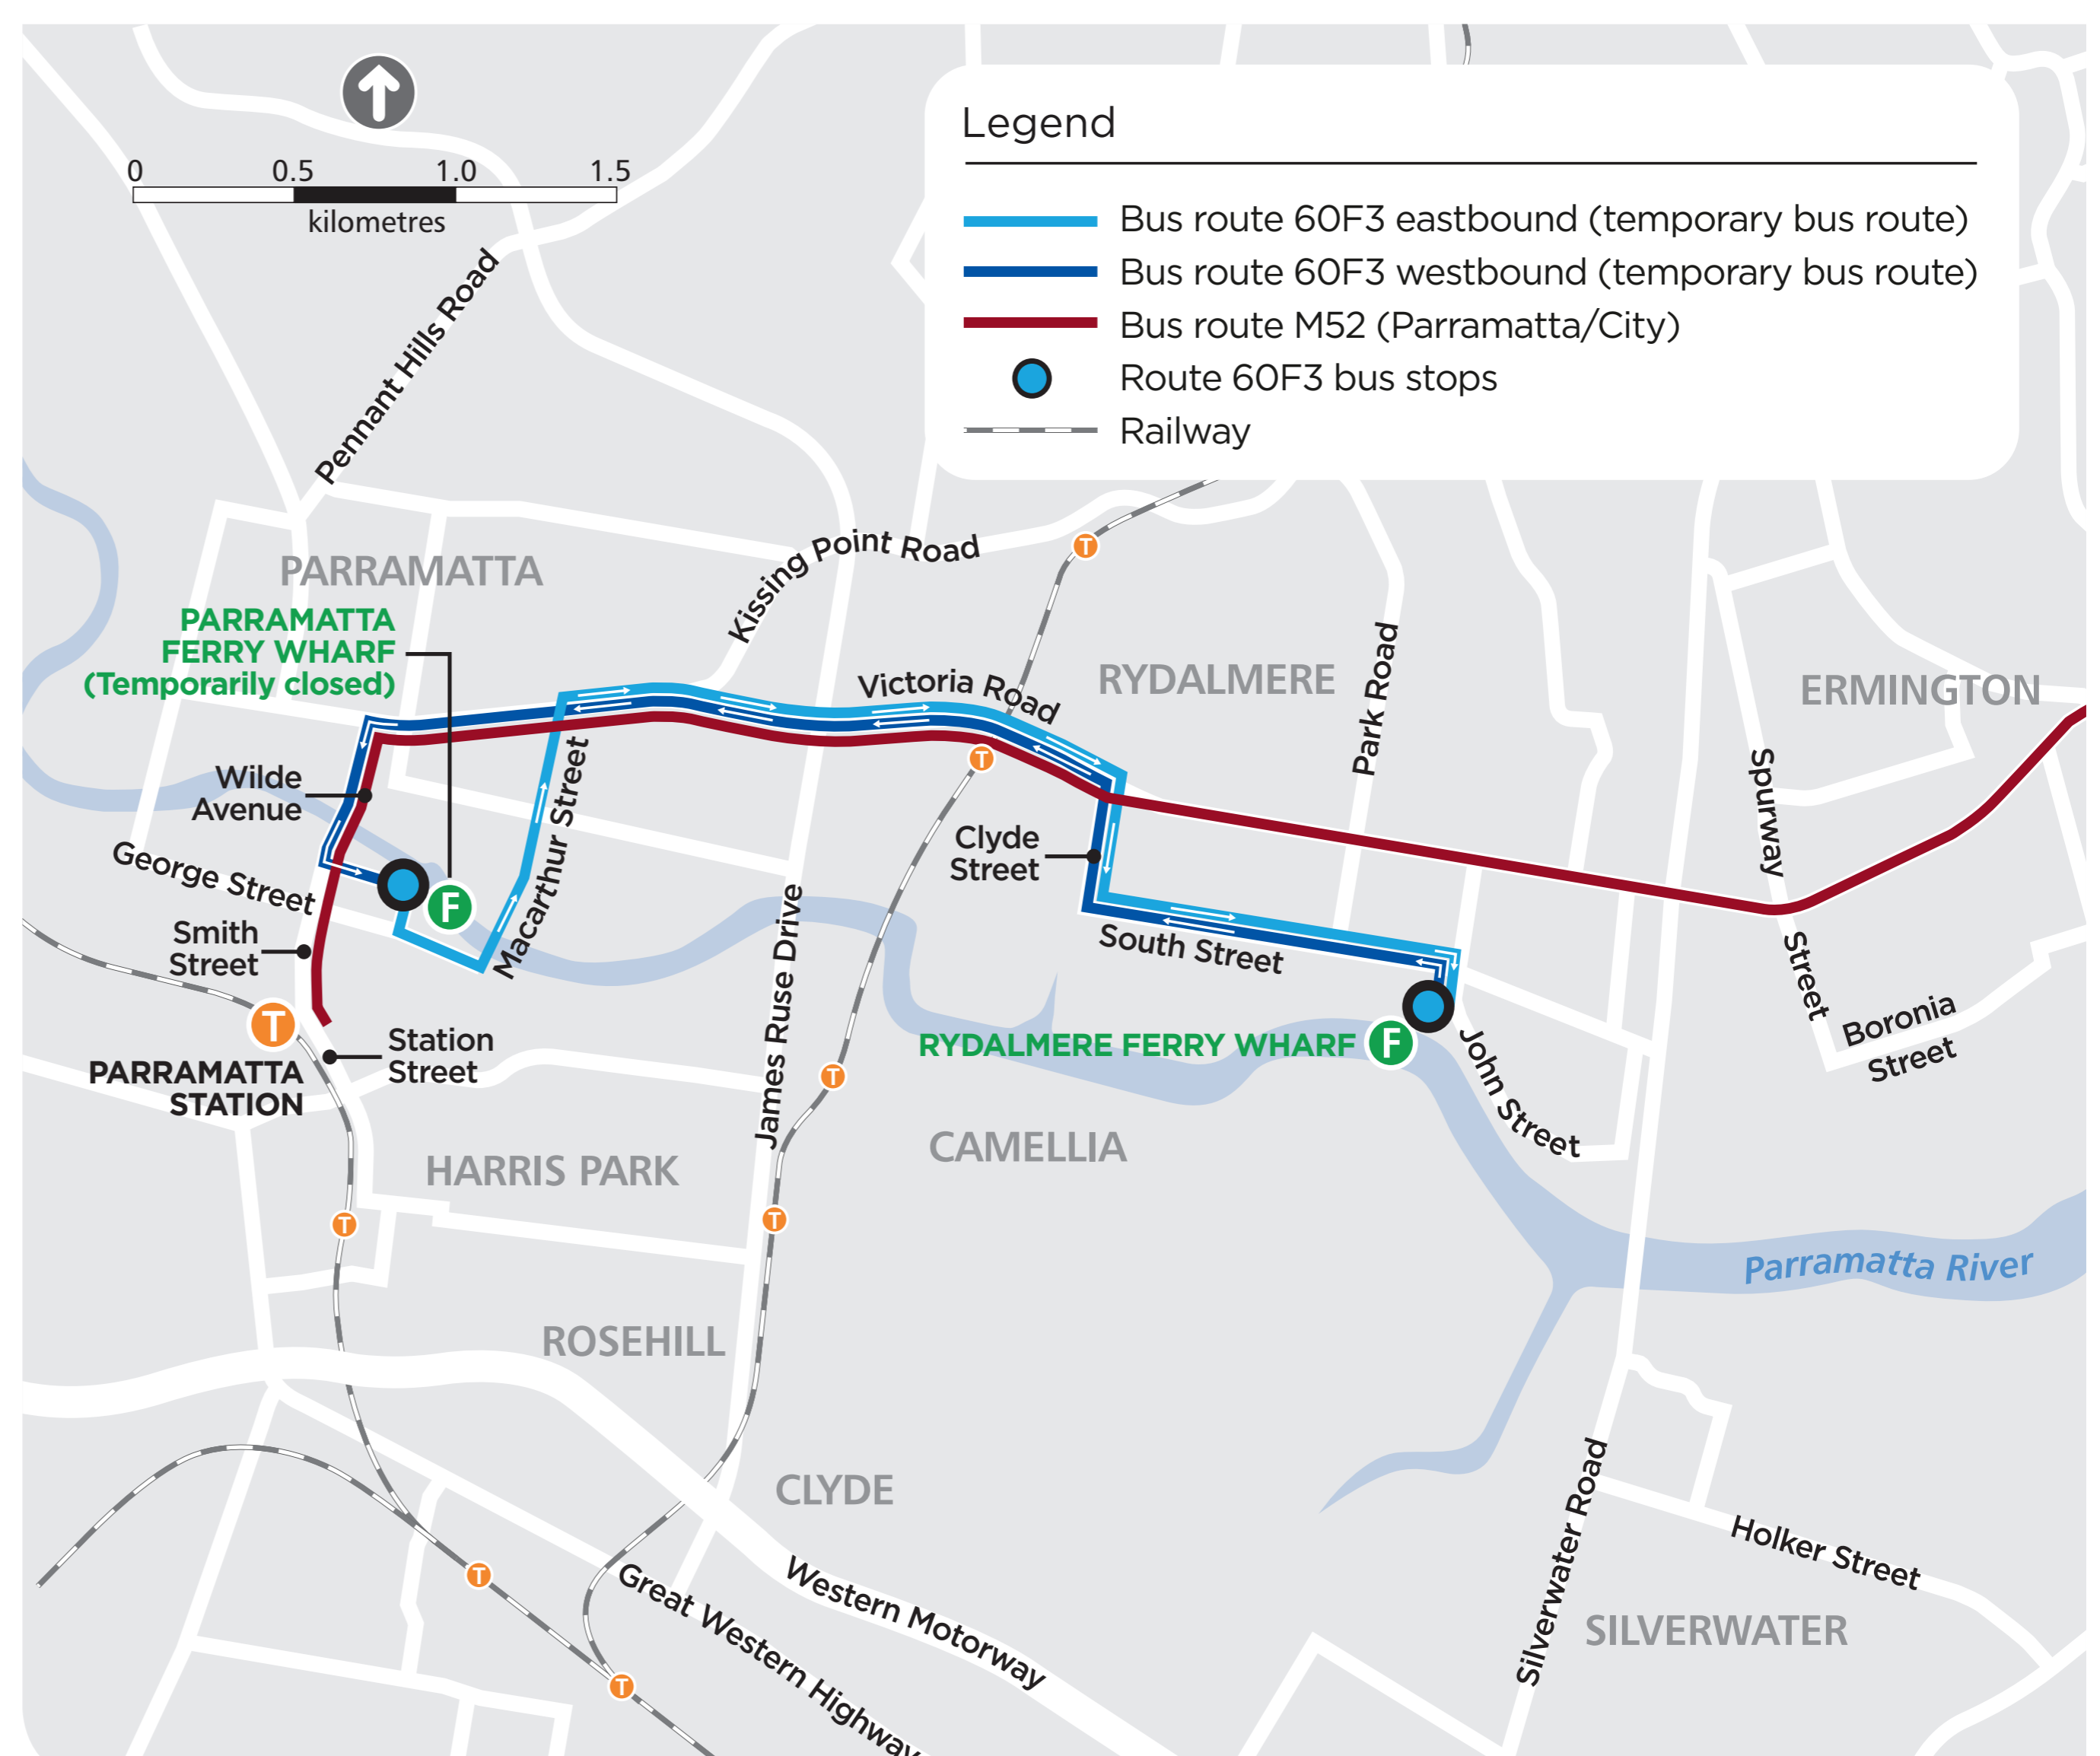 0 0.5 1.0 1.5
kilometres
Legend
Bus route 60F3 eastbound (temporary bus route)
Bus route 60F3 westbound (temporary bus route)
Bus route M52 (Parramatta/City)
Route 60F3 bus stops
Railway
Pennant Hills Road
Kissing Point Road
T
PARRAMATTA
PARRAMATTA
FERRY WHARF
(Temporarily closed)
Victoria Road
RYDALMERE
Park Road
ERMINGTON
T
Wilde
Avenue
Macarthur Street
Clyde
Street
Spurway
Street
George Street
F
Smith
Street
James Ruse Drive
South Street
T
PARRAMATTA
STATION
Station
Street
RYDALMERE FERRY WHARF
F
John Street
Boronia
Street
T
CAMELLIA
HARRIS PARK
T
T
Parramatta River
ROSEHILL
CLYDE
Silverwater Road
Holker Street
T
Great Western Highway
Western Motorway
SILVERWATER
T